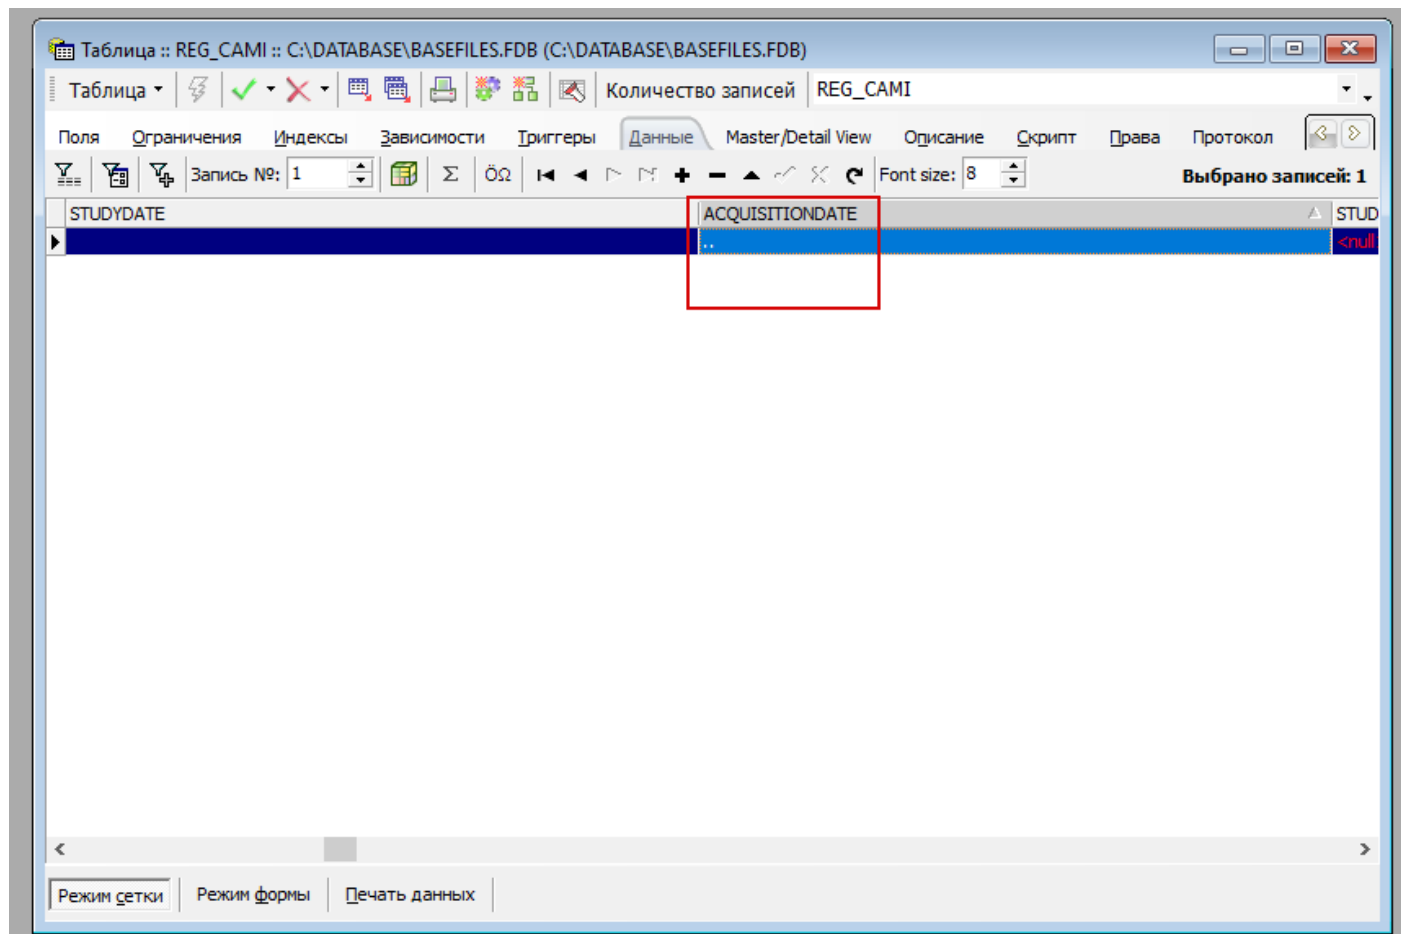 Таблица :: REG_CAMI :: C:\DATABASE\BASEFILES.FDB (C:\DATABASE\BASEFILES.FDB)
Таблица Количество записей REG_CAMI
Поля Ограничения Индексы Зависимости Триггеры Данные Master/Detail View Описание Скрипт Права Протокол
Запись №: 1 Σ ÖΩ Font size: 8 Выбрано записей: 1
STUDYDATE ACQUISITIONDATE STUD
.. <null
Режим сетки Режим формы Печать данных